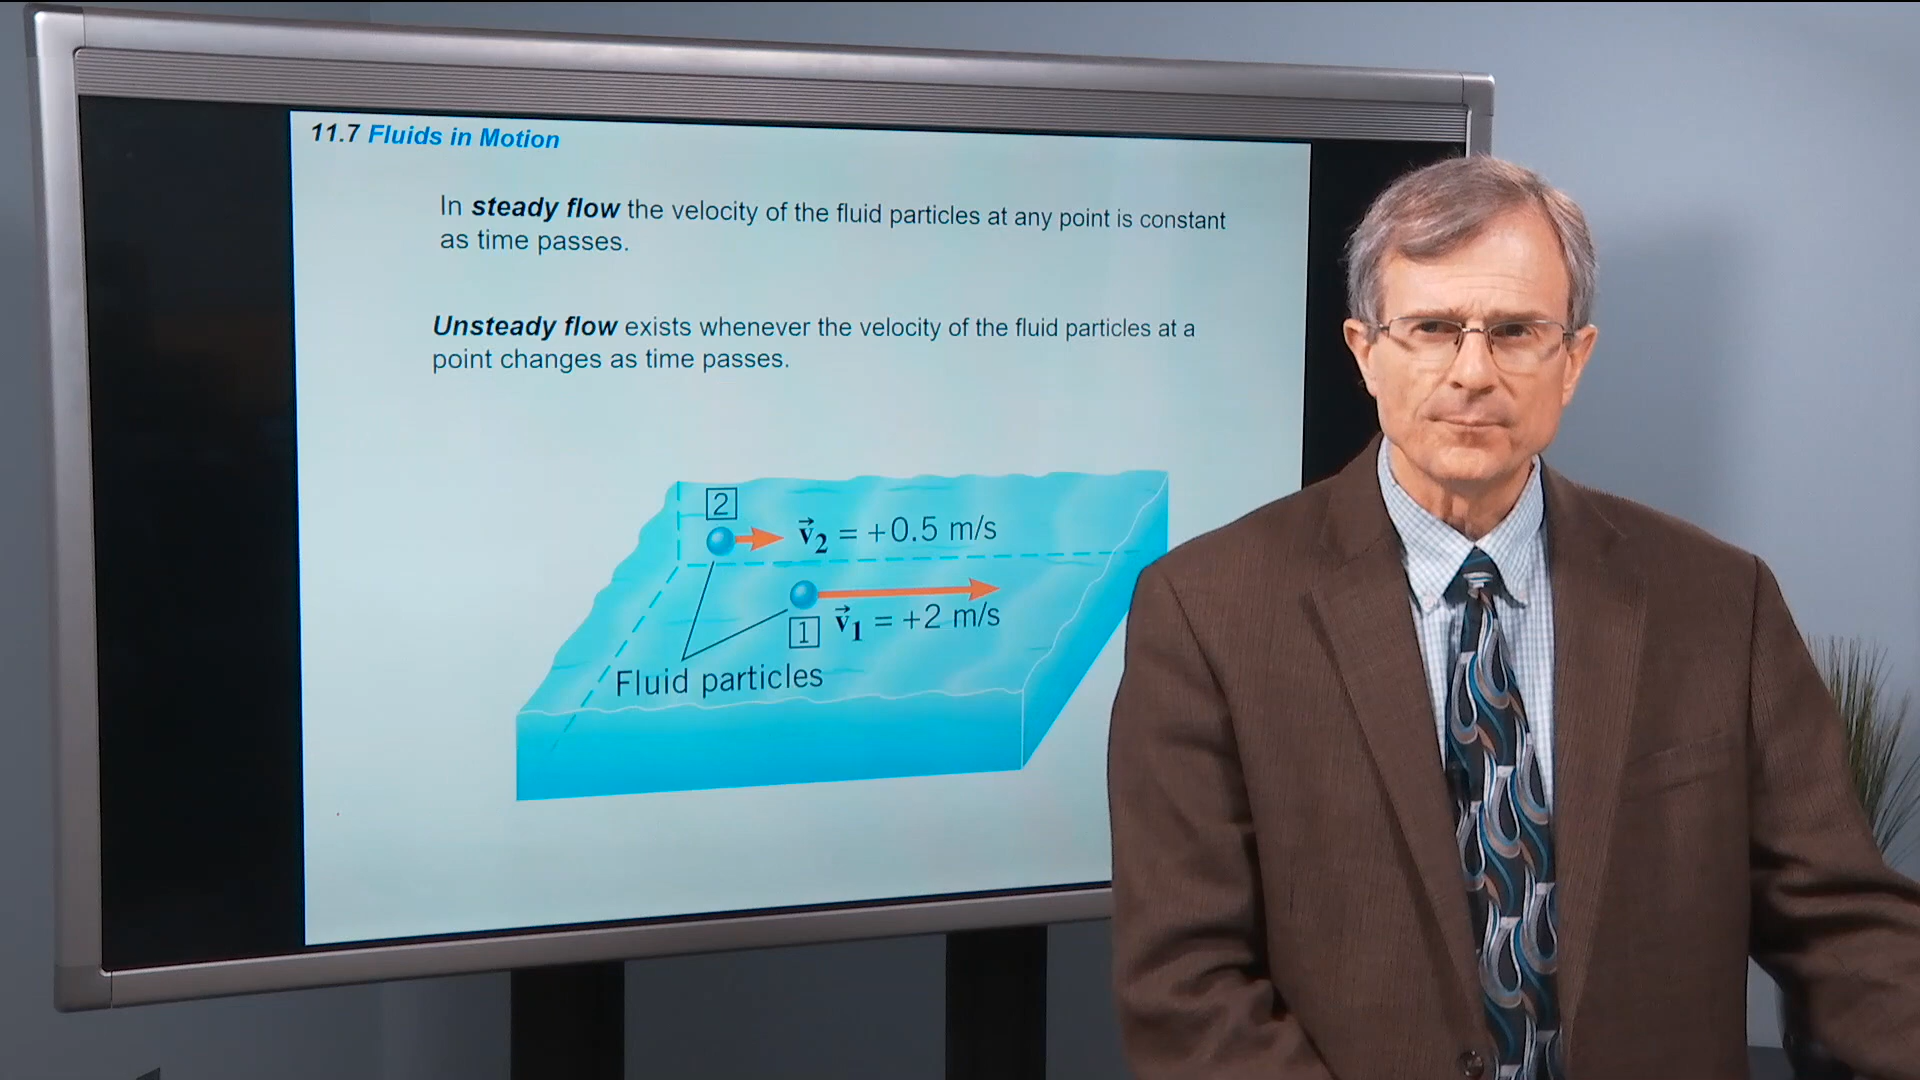 11.7 Fluids in Motion
In steady flow the velocity of the fluid particles at any point is constant
as time passes.
Unsteady flow exists whenever the velocity of the fluid particles at a
point changes as time passes.
2
v⃗₂ = +0.5 m/s
1 v⃗₁ = +2 m/s
Fluid particles